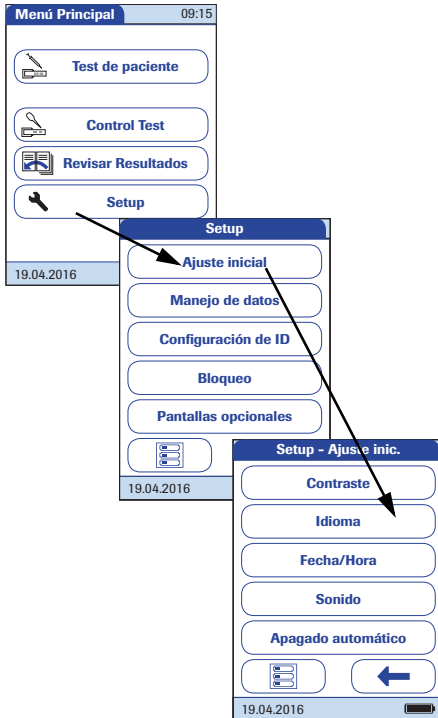 Menú Principal 09:15
Test de paciente
Control Test
Revisar Resultados
Setup
19.04.2016
Setup
Ajuste inicial
Manejo de datos
Configuración de ID
Bloqueo
Pantallas opcionales
19.04.2016
Setup - Ajuste inic.
Contraste
Idioma
Fecha/Hora
Sonido
Apagado automático
19.04.2016